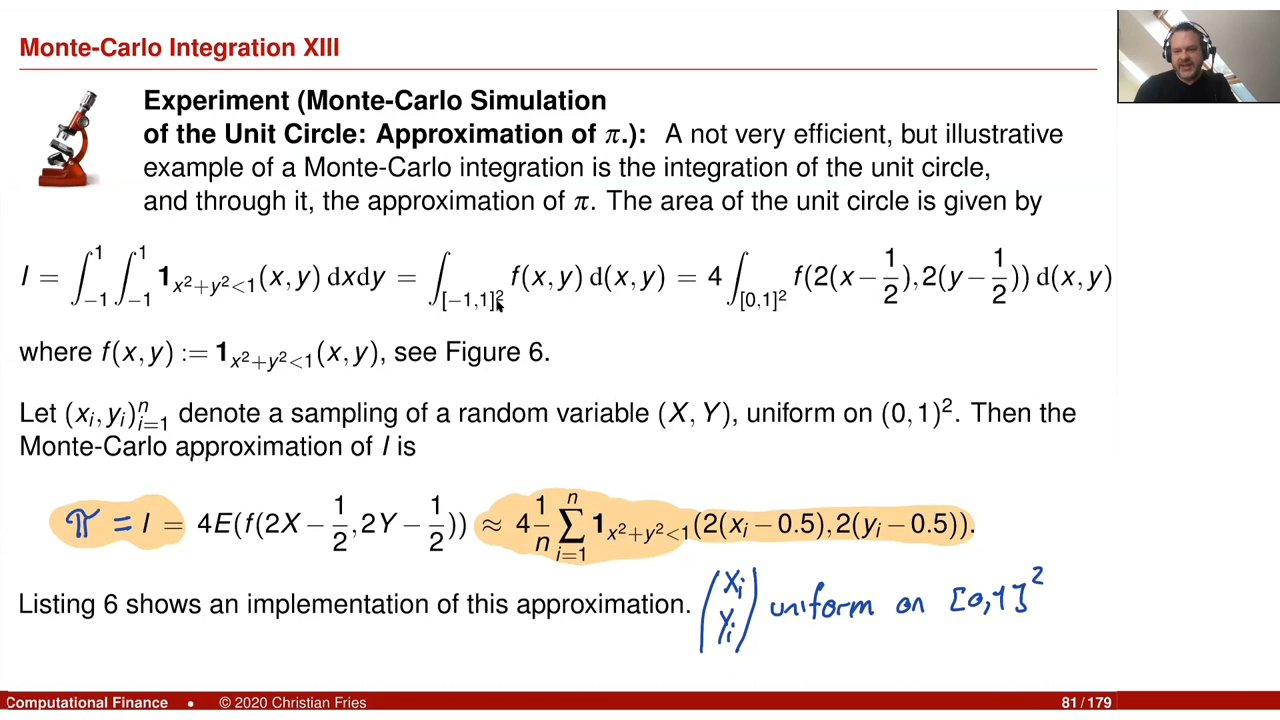 Monte-Carlo Integration XIII
Experiment (Monte-Carlo Simulation
of the Unit Circle: Approximation of π.): A not very efficient, but illustrative
example of a Monte-Carlo integration is the integration of the unit circle,
and through it, the approximation of π. The area of the unit circle is given by
I = ∫_{−1}^{1} ∫_{−1}^{1} 𝟏_{x²+y²<1}(x,y) dxdy = ∫_{[−1,1]²} f(x,y) d(x,y) = 4 ∫_{[0,1]²} f(2(x−1/2),2(y−1/2)) d(x,y)
where f(x,y) := 𝟏_{x²+y²<1}(x,y), see Figure 6.
Let (x_i, y_i)_{i=1}^{n} denote a sampling of a random variable (X,Y), uniform on (0,1)². Then the
Monte-Carlo approximation of I is
π = I = 4E(f(2X−1/2,2Y−1/2)) ≈ 4 1/n ∑_{i=1}^{n} 𝟏_{x²+y²<1}(2(x_i−0.5),2(y_i−0.5)).
Listing 6 shows an implementation of this approximation. (x_i y_i) uniform on [0,1]²
Computational Finance • © 2020 Christian Fries 81/179